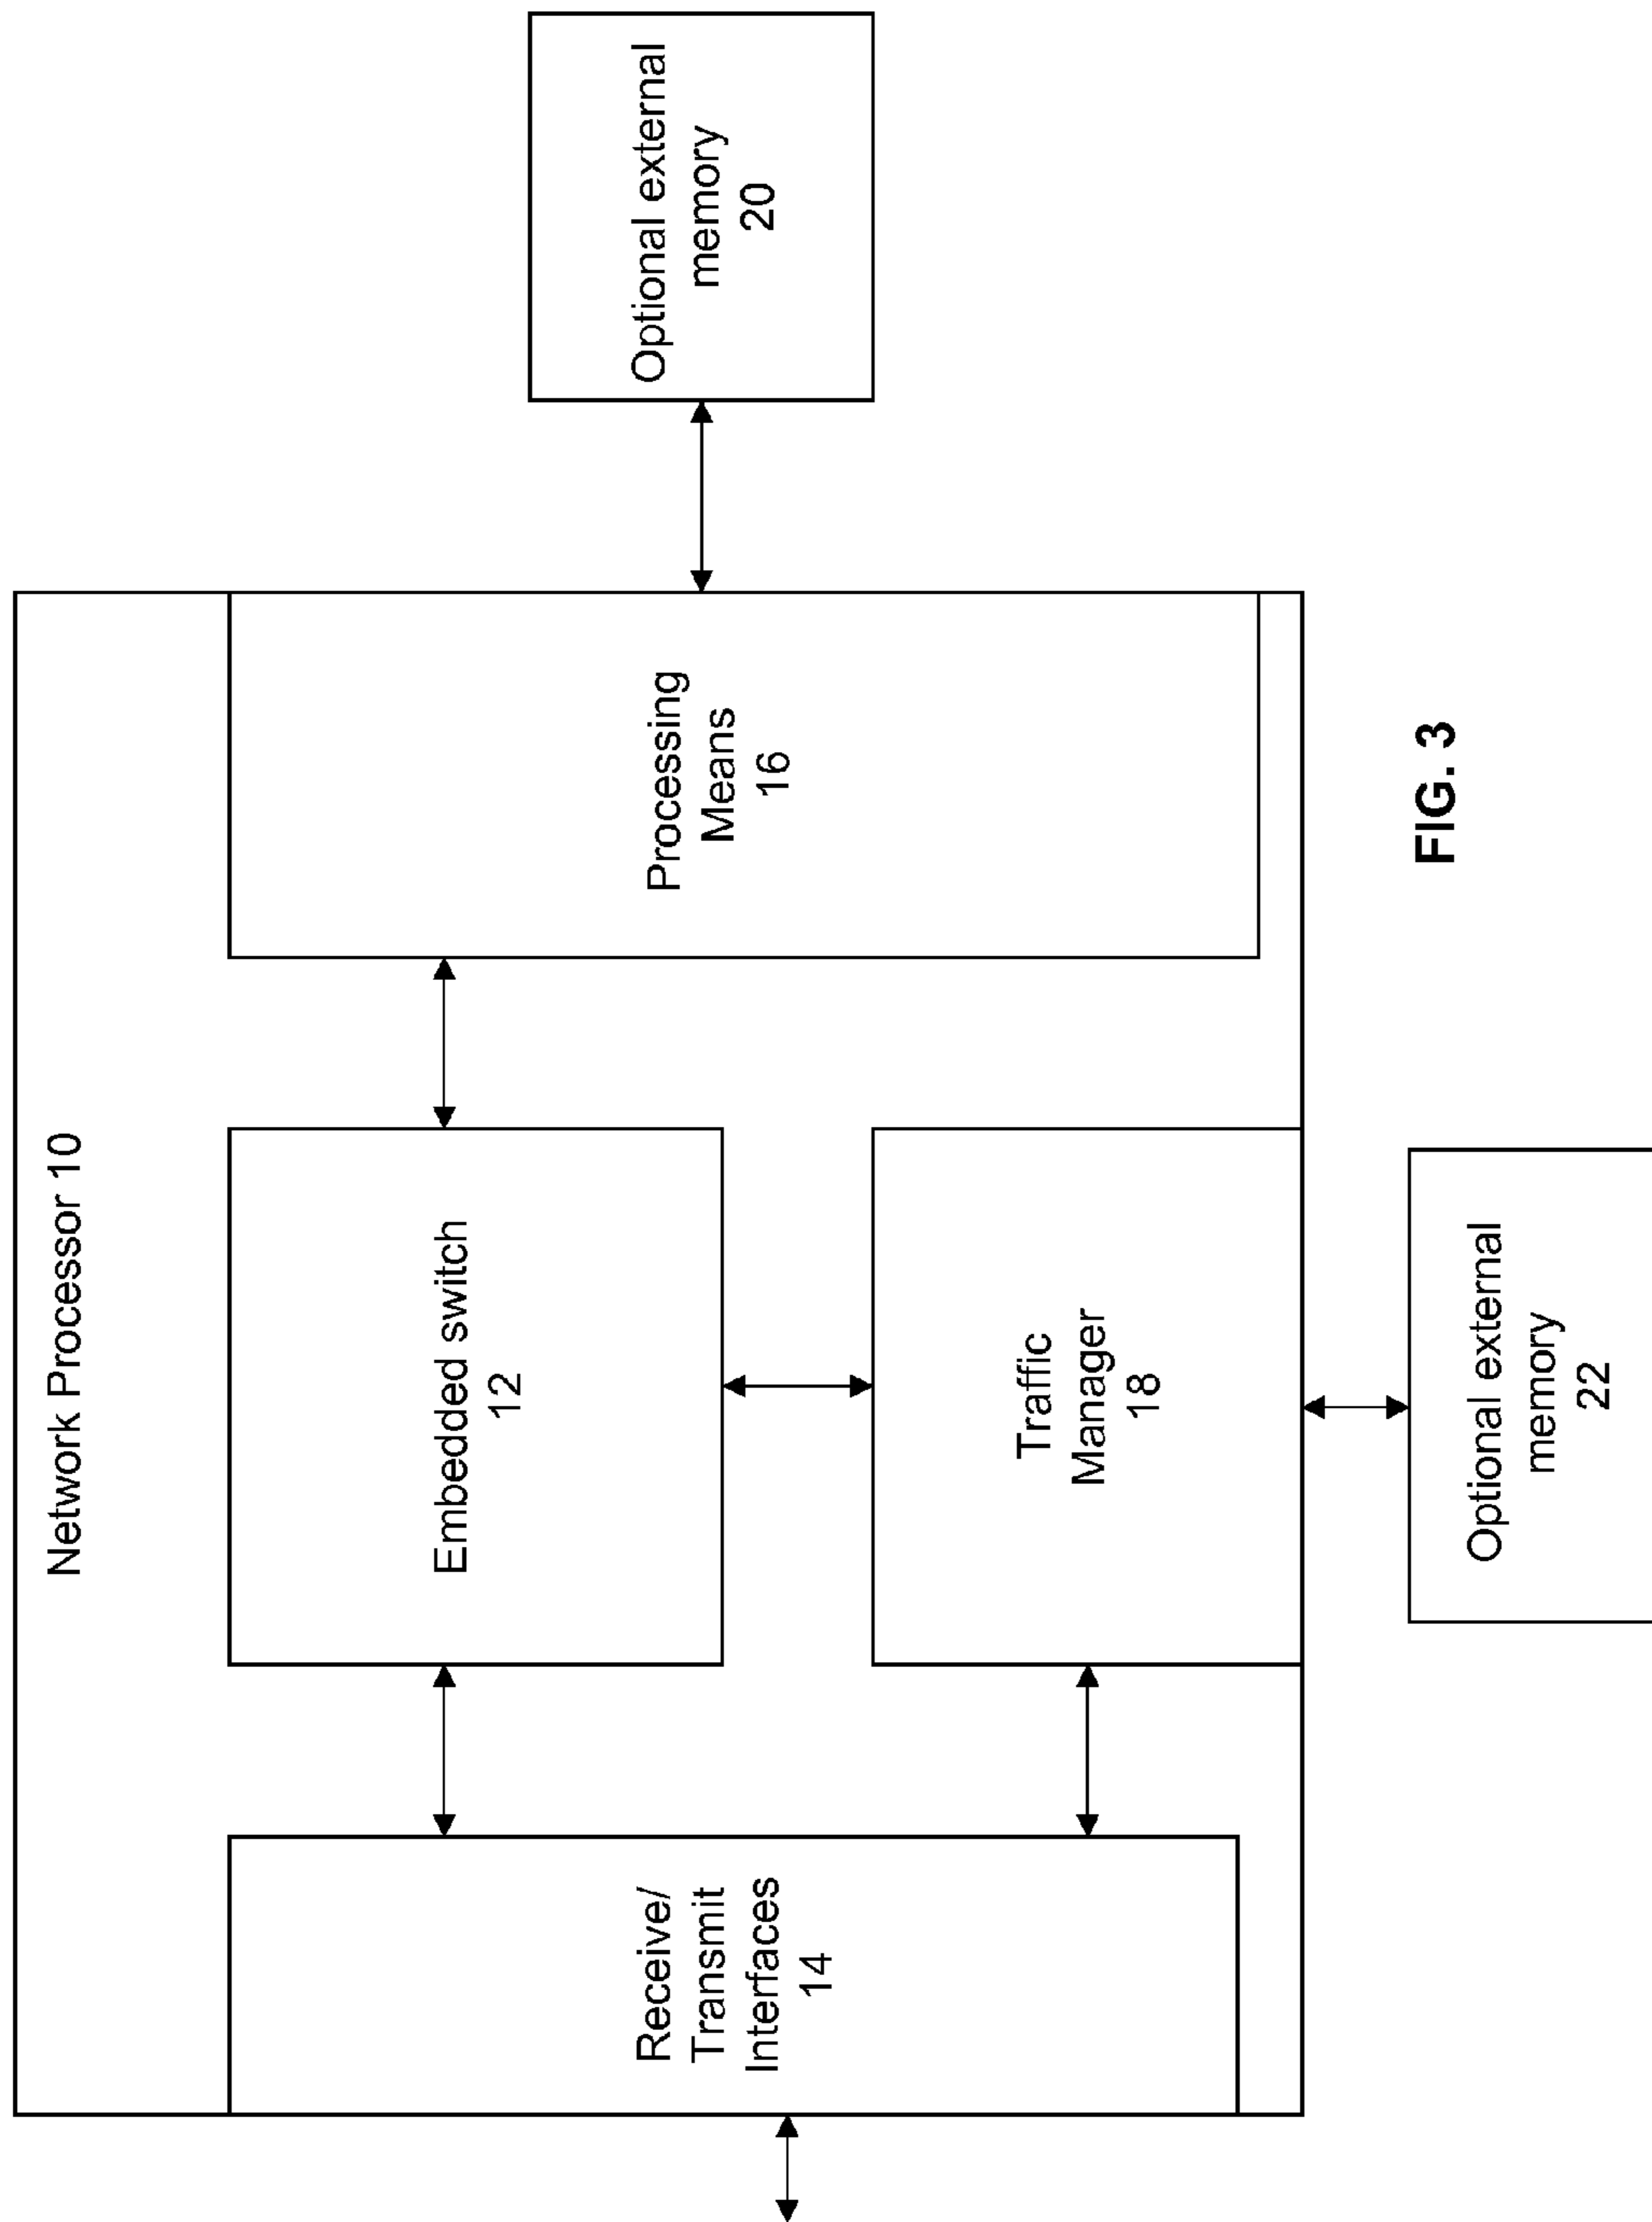 Network Processor 10
Receive/
Transmit
Interfaces
14
Embedded switch
12
Traffic
Manager
18
Processing
Means
16
Optional external
memory
20
Optional external
memory
22
FIG. 3